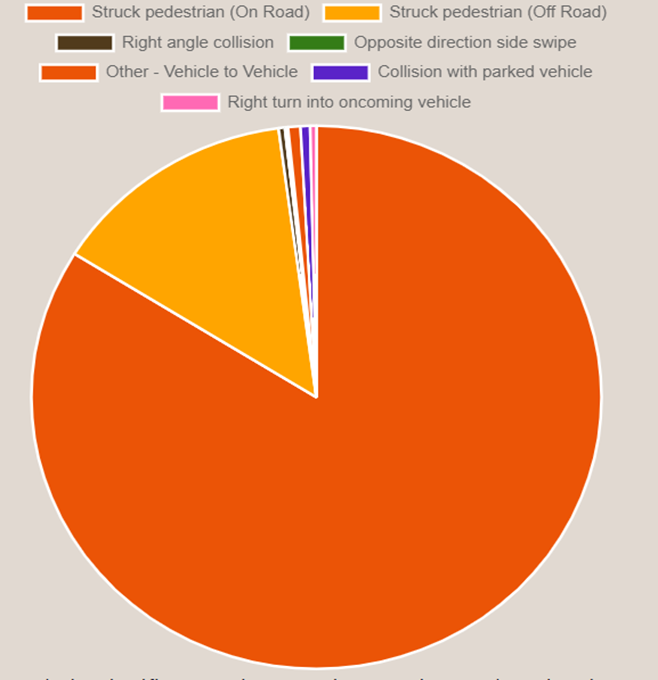 Struck pedestrian (On Road) Struck pedestrian (Off Road)
Right angle collision Opposite direction side swipe
Other - Vehicle to Vehicle Collision with parked vehicle
Right turn into oncoming vehicle